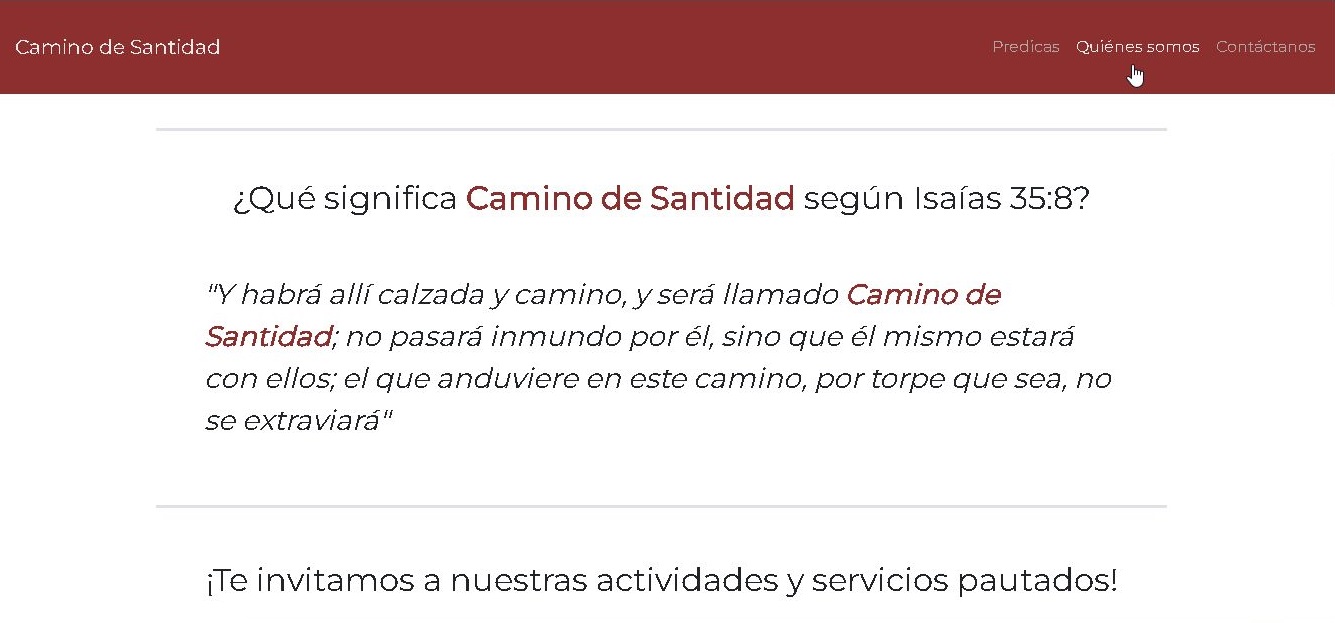 Camino de Santidad
Predicas
Quiénes somos
Contáctanos
¿Qué significa Camino de Santidad según Isaías 35:8?
"Y habrá allí calzada y camino, y será llamado Camino de
Santidad; no pasará inmundo por él, sino que él mismo estará
con ellos; el que anduviere en este camino, por torpe que sea, no
se extraviará"
¡Te invitamos a nuestras actividades y servicios pautados!